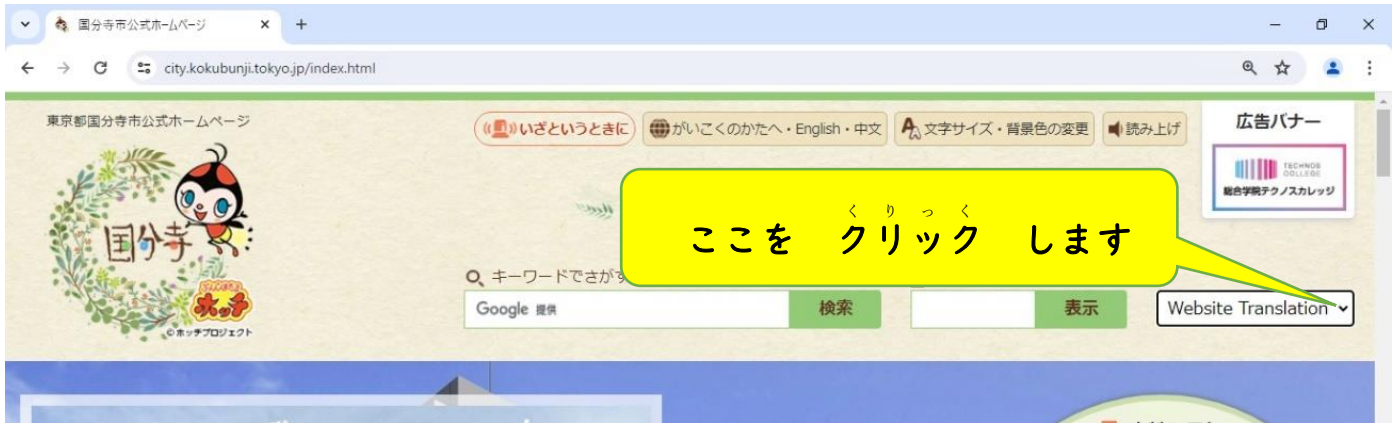 国分寺市公式ホームページ
city.kokubunji.tokyo.jp/index.html
東京都国分寺市公式ホームページ
いざというときに
がいこくのかたへ・English・中文
文字サイズ・背景色の変更
読み上げ
広告バナー
TECHNOS
COLLEGE
総合学院テクノスカレッジ
国分寺
ホッチ
©ホッチプロジェクト
くりっく
ここを クリック します
キーワードでさがす
Google 提供
検索
表示
Website Translation